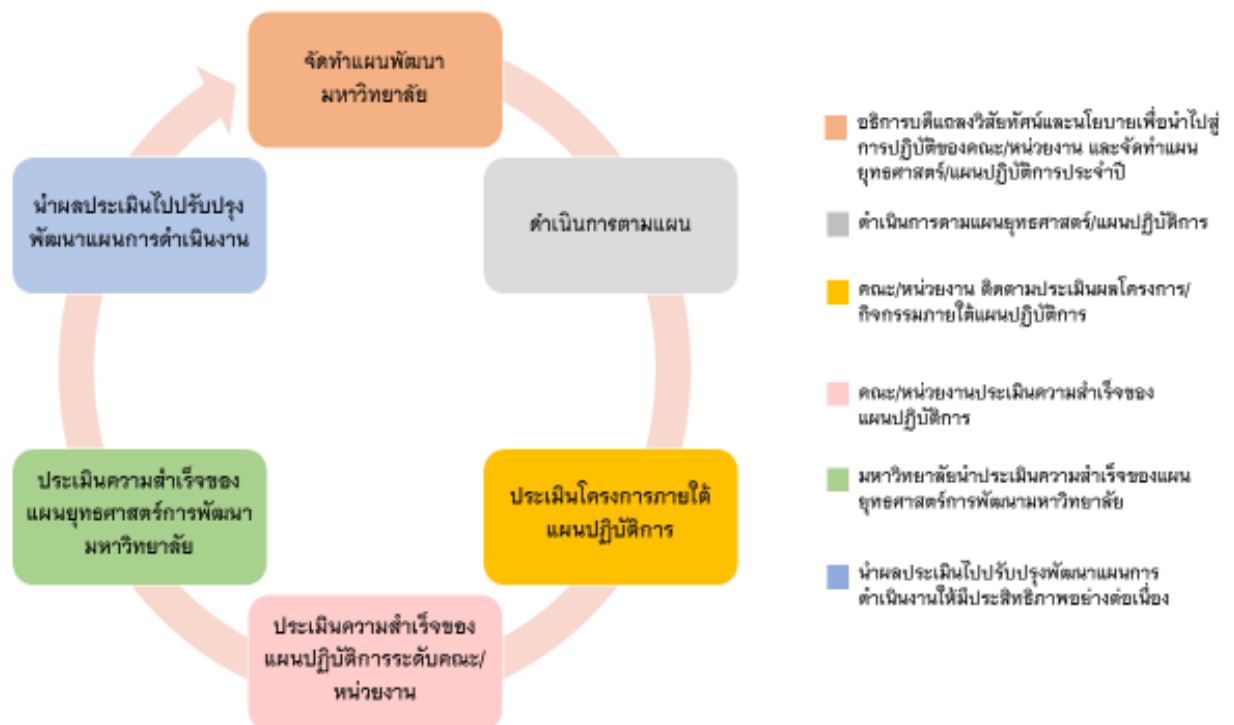 จัดทำแผนพัฒนา
มหาวิทยาลัย
ดำเนินการตามแผน
ประเมินโครงการภายใต้
แผนปฏิบัติการ
ประเมินความสำเร็จของ
แผนปฏิบัติการระดับคณะ/
หน่วยงาน
ประเมินความสำเร็จของ
แผนยุทธศาสตร์การพัฒนา
มหาวิทยาลัย
นำผลประเมินไปปรับปรุง
พัฒนาแผนการดำเนินงาน
อธิการบดีแถลงวิสัยทัศน์และนโยบายเพื่อนำไปสู่
การปฏิบัติของคณะ/หน่วยงาน และจัดทำแผน
ยุทธศาสตร์/แผนปฏิบัติการประจำปี
ดำเนินการตามแผนยุทธศาสตร์/แผนปฏิบัติการ
คณะ/หน่วยงาน ติดตามประเมินผลโครงการ/
กิจกรรมภายใต้แผนปฏิบัติการ
คณะ/หน่วยงานประเมินความสำเร็จของ
แผนปฏิบัติการ
มหาวิทยาลัยนำประเมินความสำเร็จของแผน
ยุทธศาสตร์การพัฒนามหาวิทยาลัย
นำผลประเมินไปปรับปรุงพัฒนาแผนการ
ดำเนินงานให้มีประสิทธิภาพอย่างต่อเนื่อง